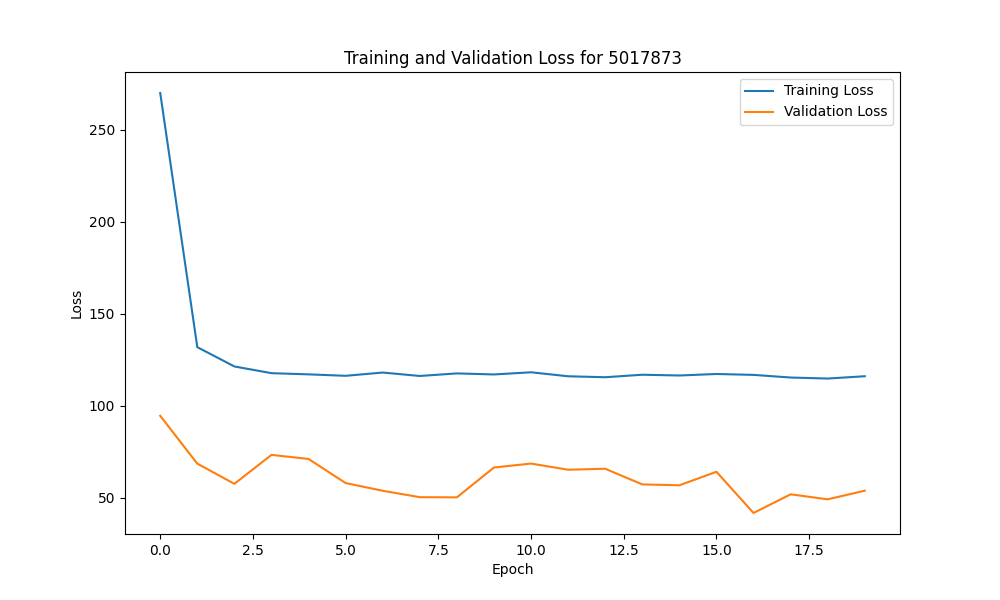 Training and Validation Loss for 5017873
Training Loss
Validation Loss
250
200
150
100
50
Loss
0.0 2.5 5.0 7.5 10.0 12.5 15.0 17.5
Epoch